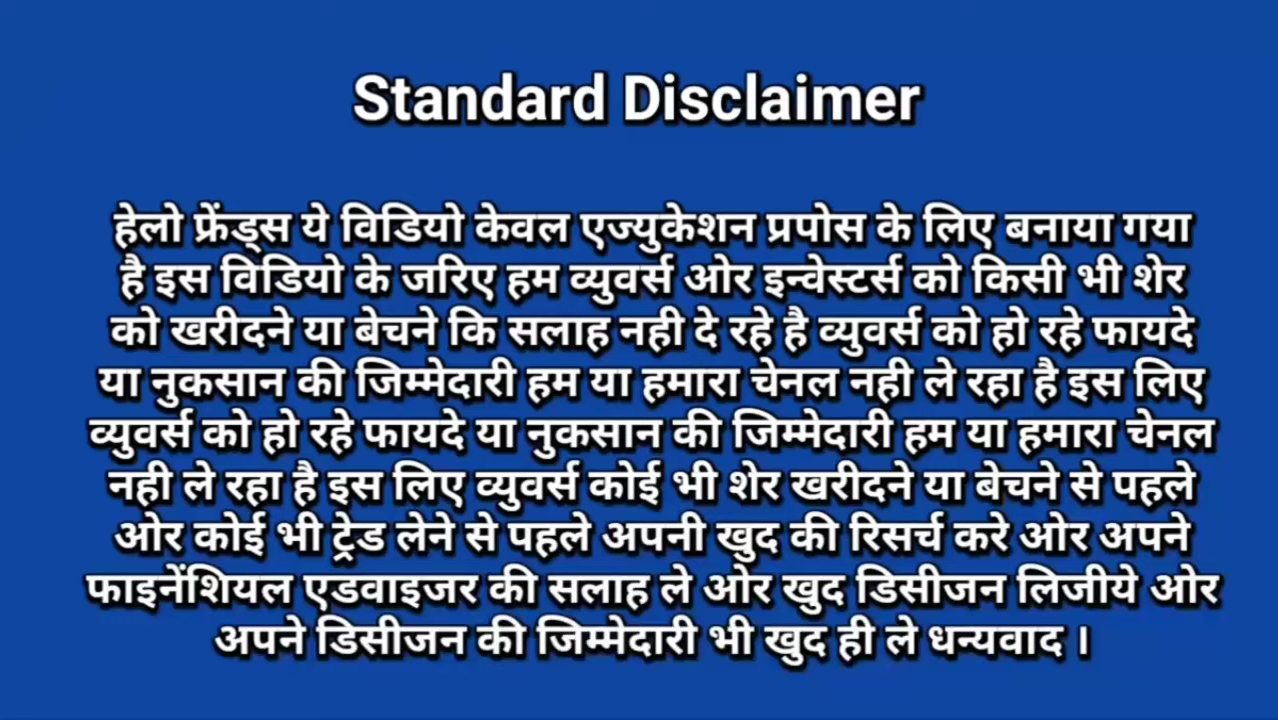 Standard Disclaimer
हेलो फ्रेंड्स ये विडियो केवल एज्युकेशन प्रपोस के लिए बनाया गया
है इस विडियो के जरिए हम व्युवर्स ओर इन्वेस्टर्स को किसी भी शेर
को खरीदने या बेचने कि सलाह नही दे रहे है व्युवर्स को हो रहे फायदे
या नुकसान की जिम्मेदारी हम या हमारा चेनल नही ले रहा है इस लिए
व्युवर्स को हो रहे फायदे या नुकसान की जिम्मेदारी हम या हमारा चेनल
नही ले रहा है इस लिए व्युवर्स कोई भी शेर खरीदने या बेचने से पहले
ओर कोई भी ट्रेड लेने से पहले अपनी खुद की रिसर्च करे ओर अपने
फाइनेंशियल एडवाइजर की सलाह ले ओर खुद डिसीजन लिजीये ओर
अपने डिसीजन की जिम्मेदारी भी खुद ही ले धन्यवाद ।